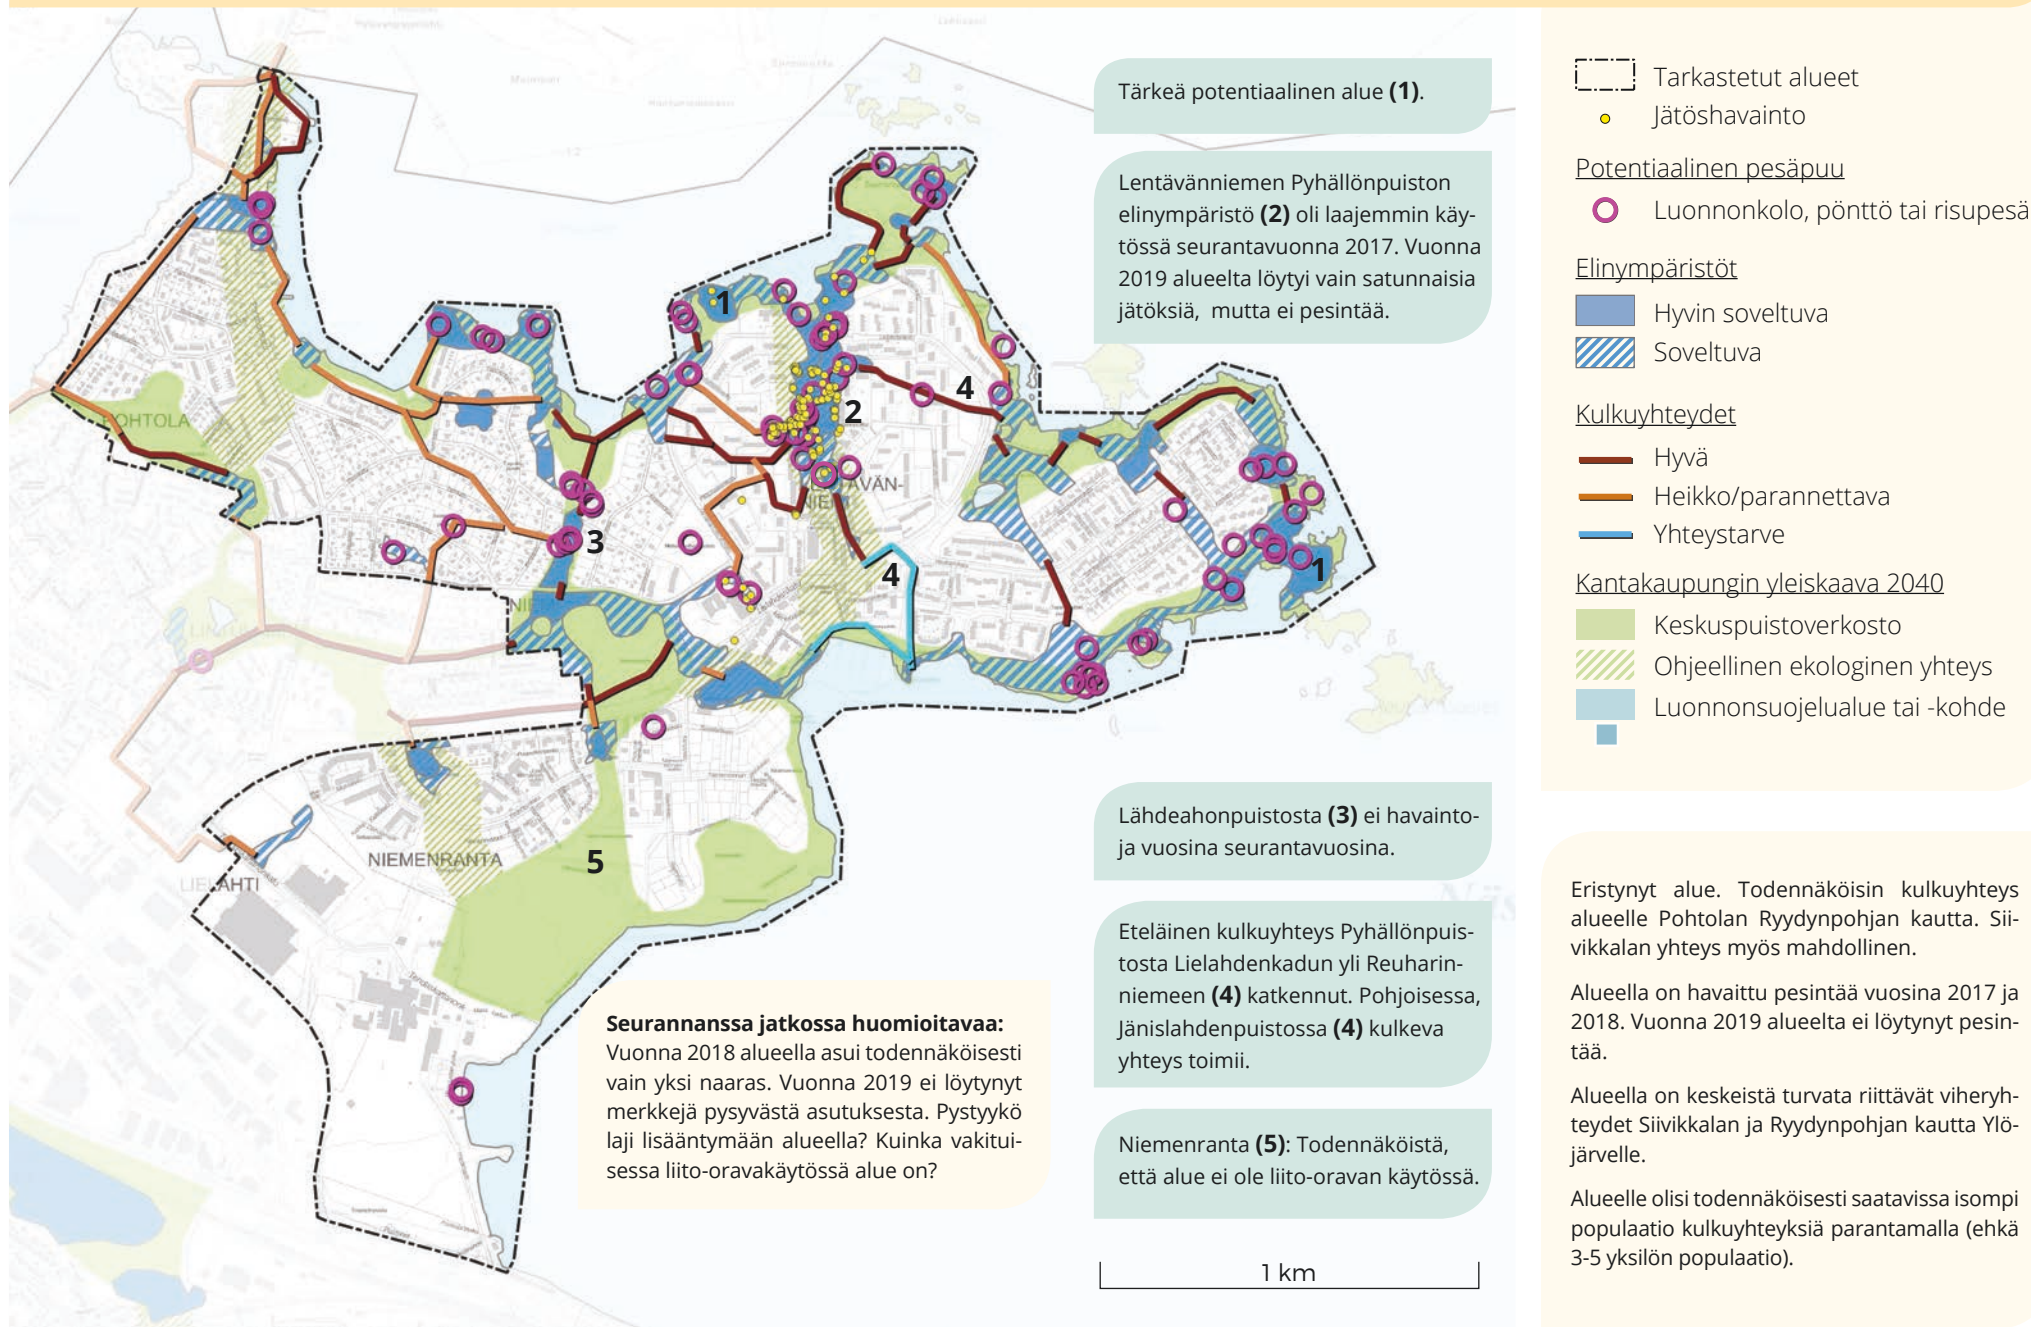 Tärkeä potentiaalinen alue (1).
Lentävänniemen Pyhällönpuiston
elinympäristö (2) oli laajemmin käy-
tössä seurantavuonna 2017. Vuonna
2019 alueelta löytyi vain satunnaisia
jätöksiä, mutta ei pesintää.
1
4
2
POHTOLA
3
1
4
5
NIEMENRANTA
LIELAHTI
Lähdeahonpuistosta (3) ei havainto-
ja vuosina seurantavuosina.
Eteläinen kulkuyhteys Pyhällönpuis-
tosta Lielahdenkadun yli Reuharin-
niemeen (4) katkennut. Pohjoisessa,
Jänislahdenpuistossa (4) kulkeva
yhteys toimii.
Niemenranta (5): Todennäköistä,
että alue ei ole liito-oravan käytössä.
1 km
Seurannanssa jatkossa huomioitavaa:
Vuonna 2018 alueella asui todennäköisesti
vain yksi naaras. Vuonna 2019 ei löytynyt
merkkejä pysyvästä asutuksesta. Pystyykö
laji lisääntymään alueella? Kuinka vakitui-
sessa liito-oravakäytössä alue on?
Tarkastetut alueet
Jätöshavainto
Potentiaalinen pesäpuu
Luonnonkolo, pönttö tai risupesä
Elinympäristöt
Hyvin soveltuva
Soveltuva
Kulkuyhteydet
Hyvä
Heikko/parannettava
Yhteystarve
Kantakaupungin yleiskaava 2040
Keskuspuistoverkosto
Ohjeellinen ekologinen yhteys
Luonnonsuojelualue tai -kohde
Eristynyt alue. Todennäköisin kulkuyhteys
alueelle Pohtolan Ryydynpohjan kautta. Sii-
vikkalan yhteys myös mahdollinen.
Alueella on havaittu pesintää vuosina 2017 ja
2018. Vuonna 2019 alueelta ei löytynyt pesin-
tää.
Alueella on keskeistä turvata riittävät viheryh-
teydet Siivikkalan ja Ryydynpohjan kautta Ylö-
järvelle.
Alueelle olisi todennäköisesti saatavissa isompi
populaatio kulkuyhteyksiä parantamalla (ehkä
3-5 yksilön populaatio).